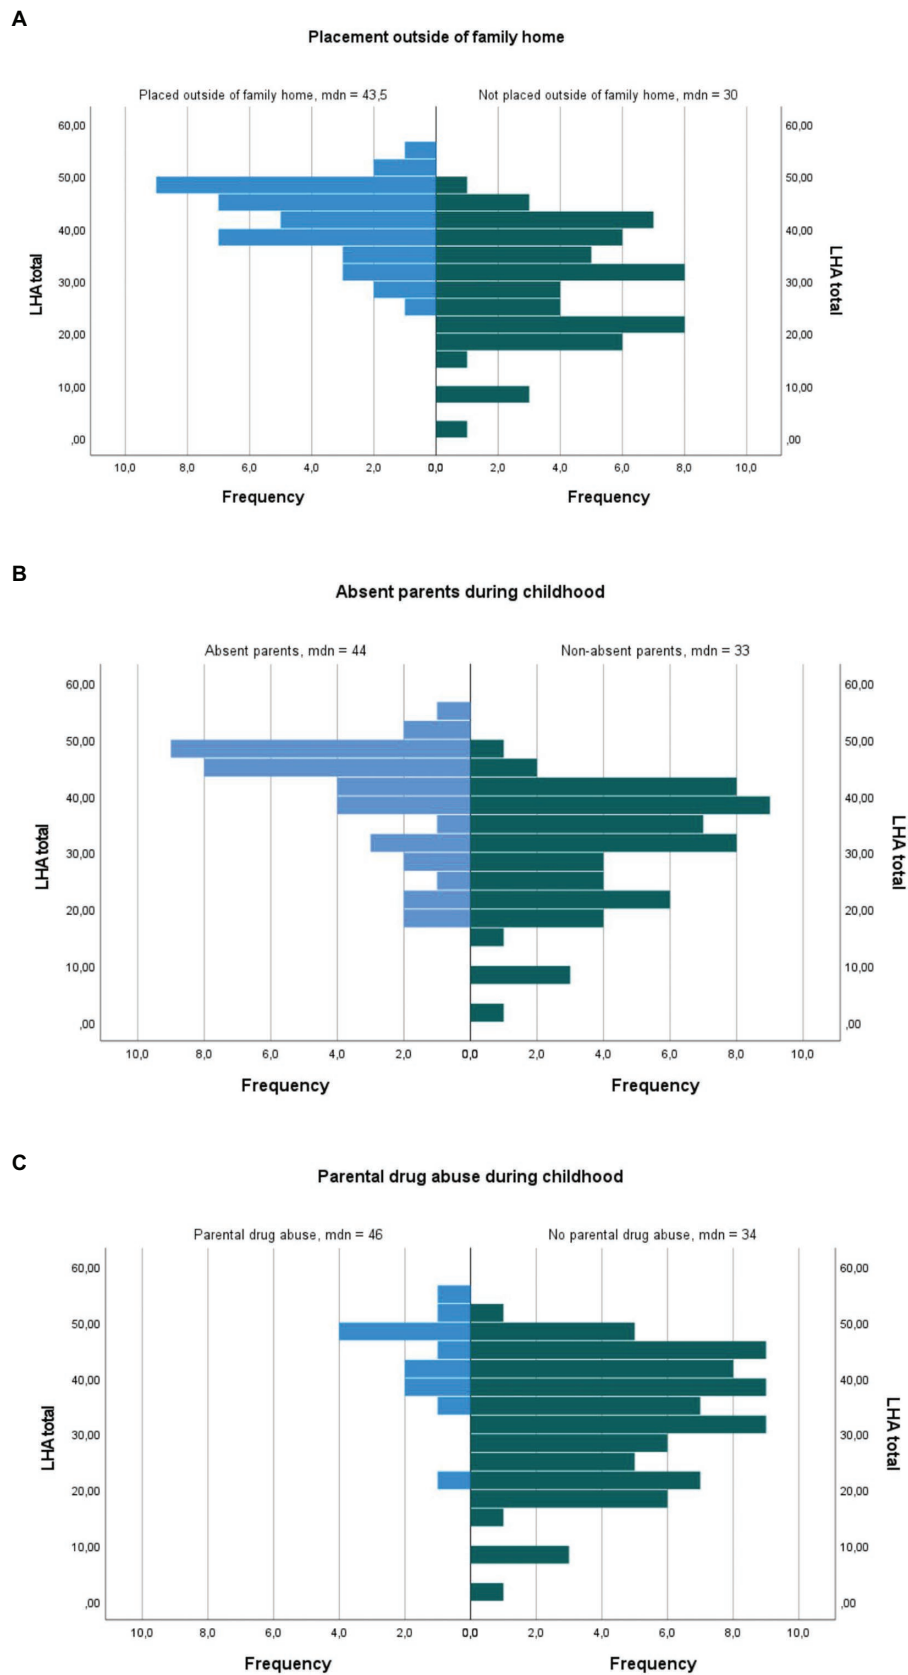 A
Placement outside of family home
Placed outside of family home, mdn = 43,5
Not placed outside of family home, mdn = 30
60,00 60,00
50,00 50,00
40,00 40,00
30,00 30,00
20,00 20,00
10,00 10,00
,00 ,00
LHA total
LHA total
10,0 8,0 6,0 4,0 2,0 0,0 0,0 2,0 4,0 6,0 8,0 10,0
Frequency Frequency
B
Absent parents during childhood
Absent parents, mdn = 44
Non-absent parents, mdn = 33
60,00 60,00
50,00 50,00
40,00 40,00
30,00 30,00
20,00 20,00
10,00 10,00
,00 ,00
LHA total
LHA total
10,0 8,0 6,0 4,0 2,0 0,0 0,0 2,0 4,0 6,0 8,0 10,0
Frequency Frequency
C
Parental drug abuse during childhood
Parental drug abuse, mdn = 46
No parental drug abuse, mdn = 34
60,00 60,00
50,00 50,00
40,00 40,00
30,00 30,00
20,00 20,00
10,00 10,00
,00 ,00
LHA total
LHA total
10,0 8,0 6,0 4,0 2,0 0,0 0,0 2,0 4,0 6,0 8,0 10,0
Frequency Frequency